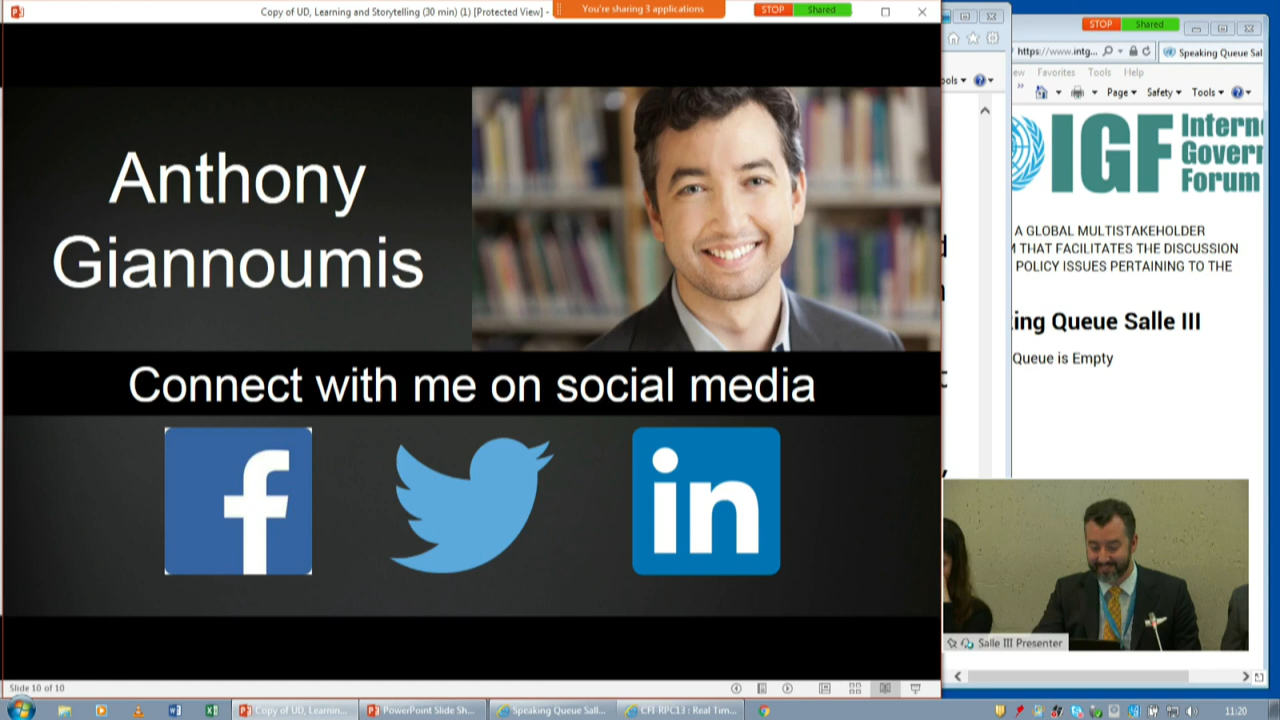 Copy of UD, Learning and Storytelling (30 min) (1) [Protected View] -
You're sharing 3 applications
STOP Shared
STOP Shared
https://www.intg...
Speaking Queue Sal
ew Favorites Tools Help
ools
Page Safety Tools
Anthony
Giannoumis
Connect with me on social media
f
in
IGF
Intern
Gover
Forum
A GLOBAL MULTISTAKEHOLDER
M THAT FACILITATES THE DISCUSSION
POLICY ISSUES PERTAINING TO THE
king Queue Salle III
Queue is Empty
Salle III Presenter
Slide 10 of 10
Copy of UD, Learnin...
PowerPoint Slide Sh...
Speaking Queue Sall...
CFI RPC13 : Real Tim...
11:20